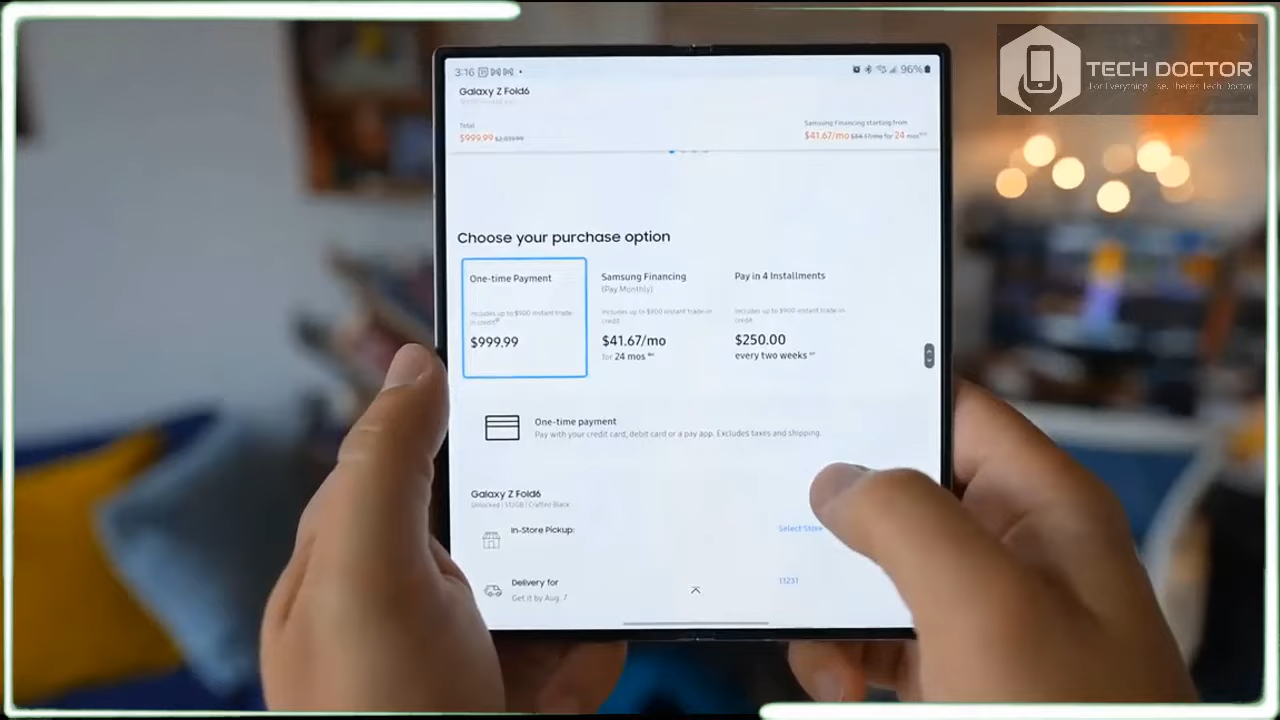 TECH DOCTOR
For Everything Else, There's Tech Doctor
3:16
96%
Galaxy Z Fold6
Total
Samsung Financing starting from
$999.99
$41.67/mo $84.17/mo for 24 mos
Choose your purchase option
One-time Payment
Includes up to $900 instant trade-in credit
$999.99
Samsung Financing
(Pay Monthly)
Includes up to $900 instant trade-in credit
$41.67/mo
for 24 mos
Pay in 4 Installments
Includes up to $900 instant trade-in credit
$250.00
every two weeks
One-time payment
Pay with your credit card, debit card or a pay app. Excludes taxes and shipping.
Galaxy Z Fold6
Unlocked | 512GB | Crafted Black
In-Store Pickup:
Select Store
Delivery for
11231
Get it by Aug. 7